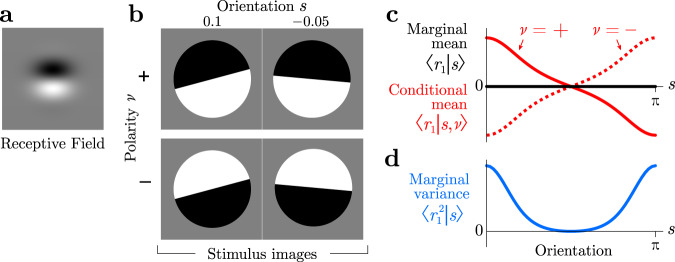 a
Receptive Field
b
Orientation s
0.1
−0.05
Polarity ν
+
−
Stimulus images
c
Marginal mean
⟨r₁|s⟩
ν = +
ν = −
0
π
s
Conditional mean
⟨r₁|s, ν⟩
d
Marginal variance
⟨r₁²|s⟩
0
Orientation
π
s